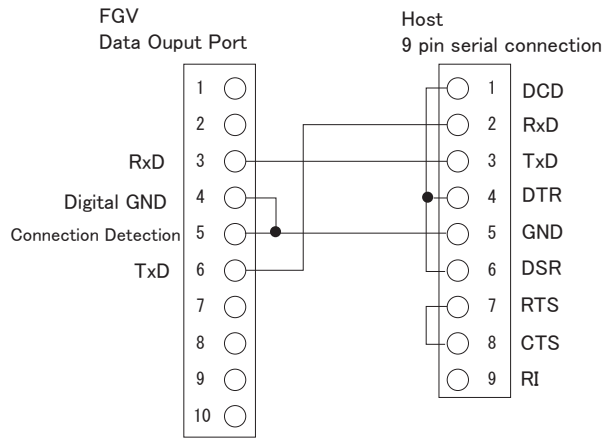 FGV
Data Ouput Port
Host
9 pin serial connection
1
2
RxD 3
Digital GND 4
Connection Detection 5
TxD 6
7
8
9
10
1 DCD
2 RxD
3 TxD
4 DTR
5 GND
6 DSR
7 RTS
8 CTS
9 RI